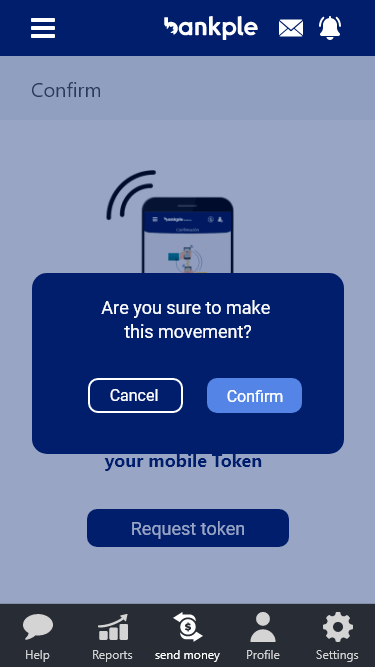 bankple
Confirm
bankple
Are you sure to make
this movement?
Cancel
Confirm
your mobile Token
Request token
Help
Reports
send money
Profile
Settings